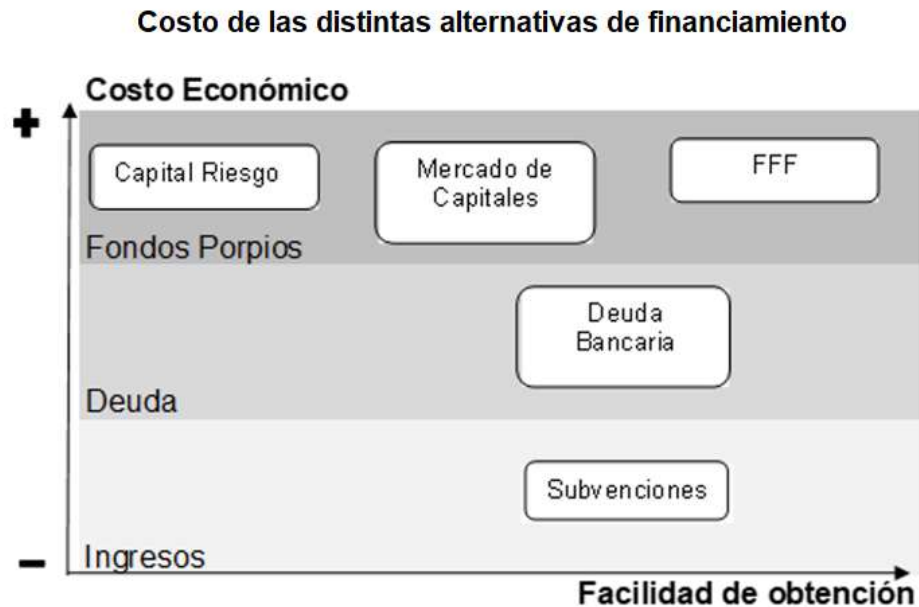 Costo de las distintas alternativas de financiamiento
Costo Económico
+
Capital Riesgo
Mercado de
Capitales
FFF
Fondos Porpios
Deuda
Bancaria
Deuda
Subvenciones
Ingresos
-
Facilidad de obtención